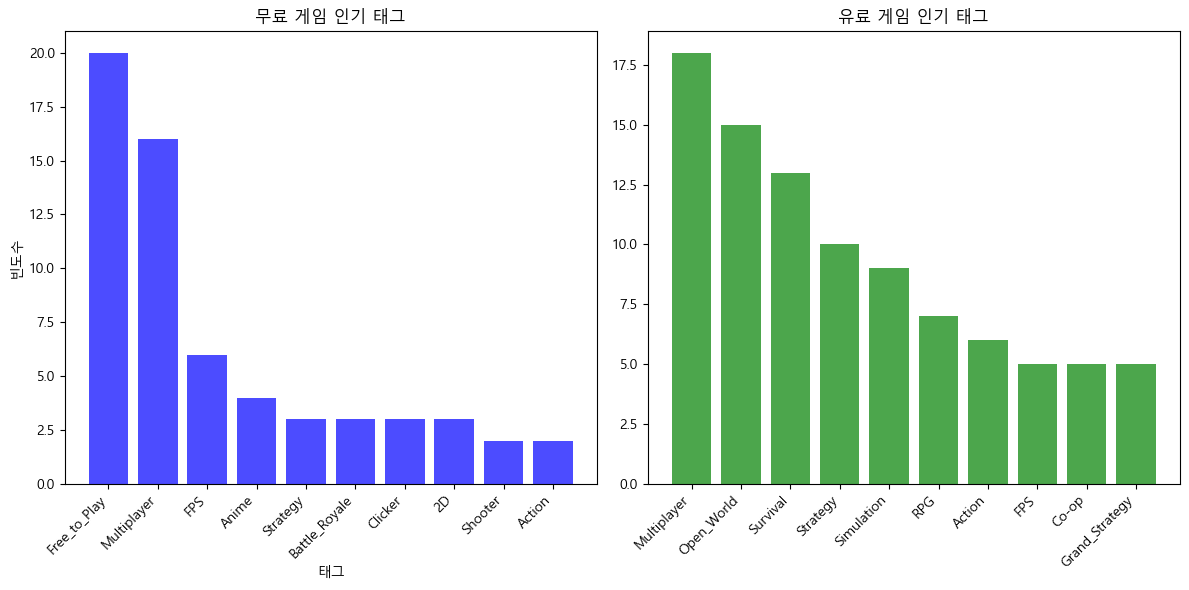 무료 게임 인기 태그
빈도수
20.0
17.5
15.0
12.5
10.0
7.5
5.0
2.5
0.0
Free_to_Play
Multiplayer
FPS
Anime
Strategy
Battle_Royale
Clicker
2D
Shooter
Action
태그
유료 게임 인기 태그
17.5
15.0
12.5
10.0
7.5
5.0
2.5
0.0
Multiplayer
Open_World
Survival
Strategy
Simulation
RPG
Action
FPS
Co-op
Grand_Strategy